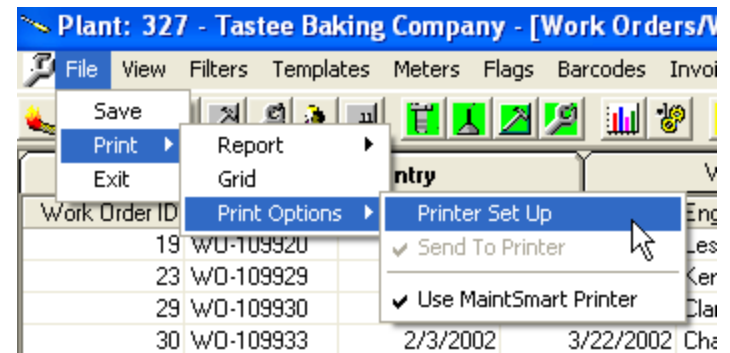 Plant: 327 - Tastee Baking Company - [Work Orders/
File View Filters Templates Meters Flags Barcodes Invoi
Save
Print
Exit
Report
Grid
Print Options
Printer Set Up
Send To Printer
Use MaintSmart Printer
ntry
Work Order ID
Eng
19 WO-109920 Les
23 WO-109929 Ker
29 WO-109930 Clar
30 WO-109933 2/3/2002 3/22/2002 Cha